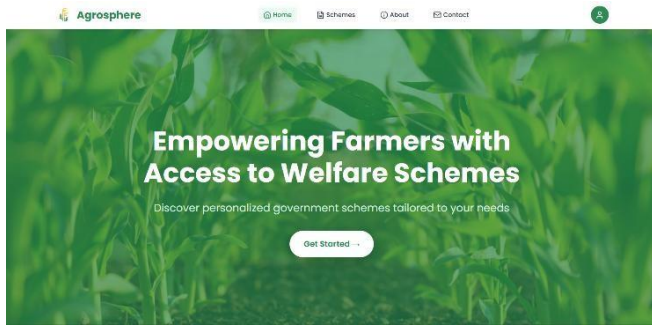 Agrosphere
Home Schemes About Contact
Empowering Farmers with
Access to Welfare Schemes
Discover personalized government schemes tailored to your needs
Get Started →